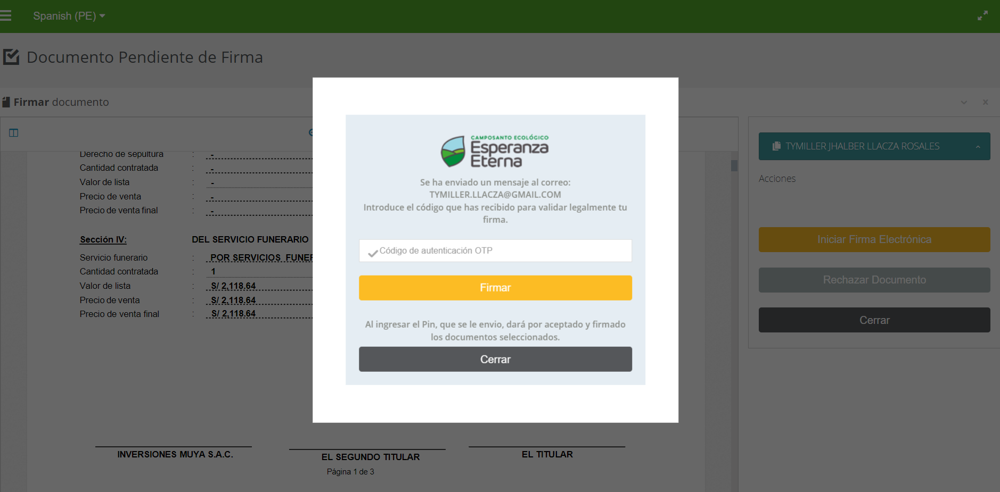 Spanish (PE)
Documento Pendiente de Firma
Firmar documento
Derecho de sepultura : -
Cantidad contratada : -
Valor de lista : -
Precio de venta : -
Precio de venta final : -
Sección IV: DEL SERVICIO FUNERARIO
Servicio funerario : POR SERVICIOS
Cantidad contratada : 1
Valor de lista : S/ 2,118.64
Precio de venta : S/ 2,118.64
Precio de venta final : S/ 2,118.64
INVERSIONES MUYA S.A.C.
EL SEGUNDO TITULAR
EL TITULAR
Página 1 de 3
CAMPOSANTO ECOLÓGICO
Esperanza
Eterna
Se ha enviado un mensaje al correo:
TYMILLER.LLACZA@GMAIL.COM
Introduce el código que has recibido para validar legalmente tu
firma.
Código de autenticación OTP
Firmar
Al ingresar el Pin, que se le envio, dará por aceptado y firmado
los documentos seleccionados.
Cerrar
TYMILLER JHALBER LLACZA ROSALES
Acciones
Iniciar Firma Electrónica
Rechazar Documento
Cerrar